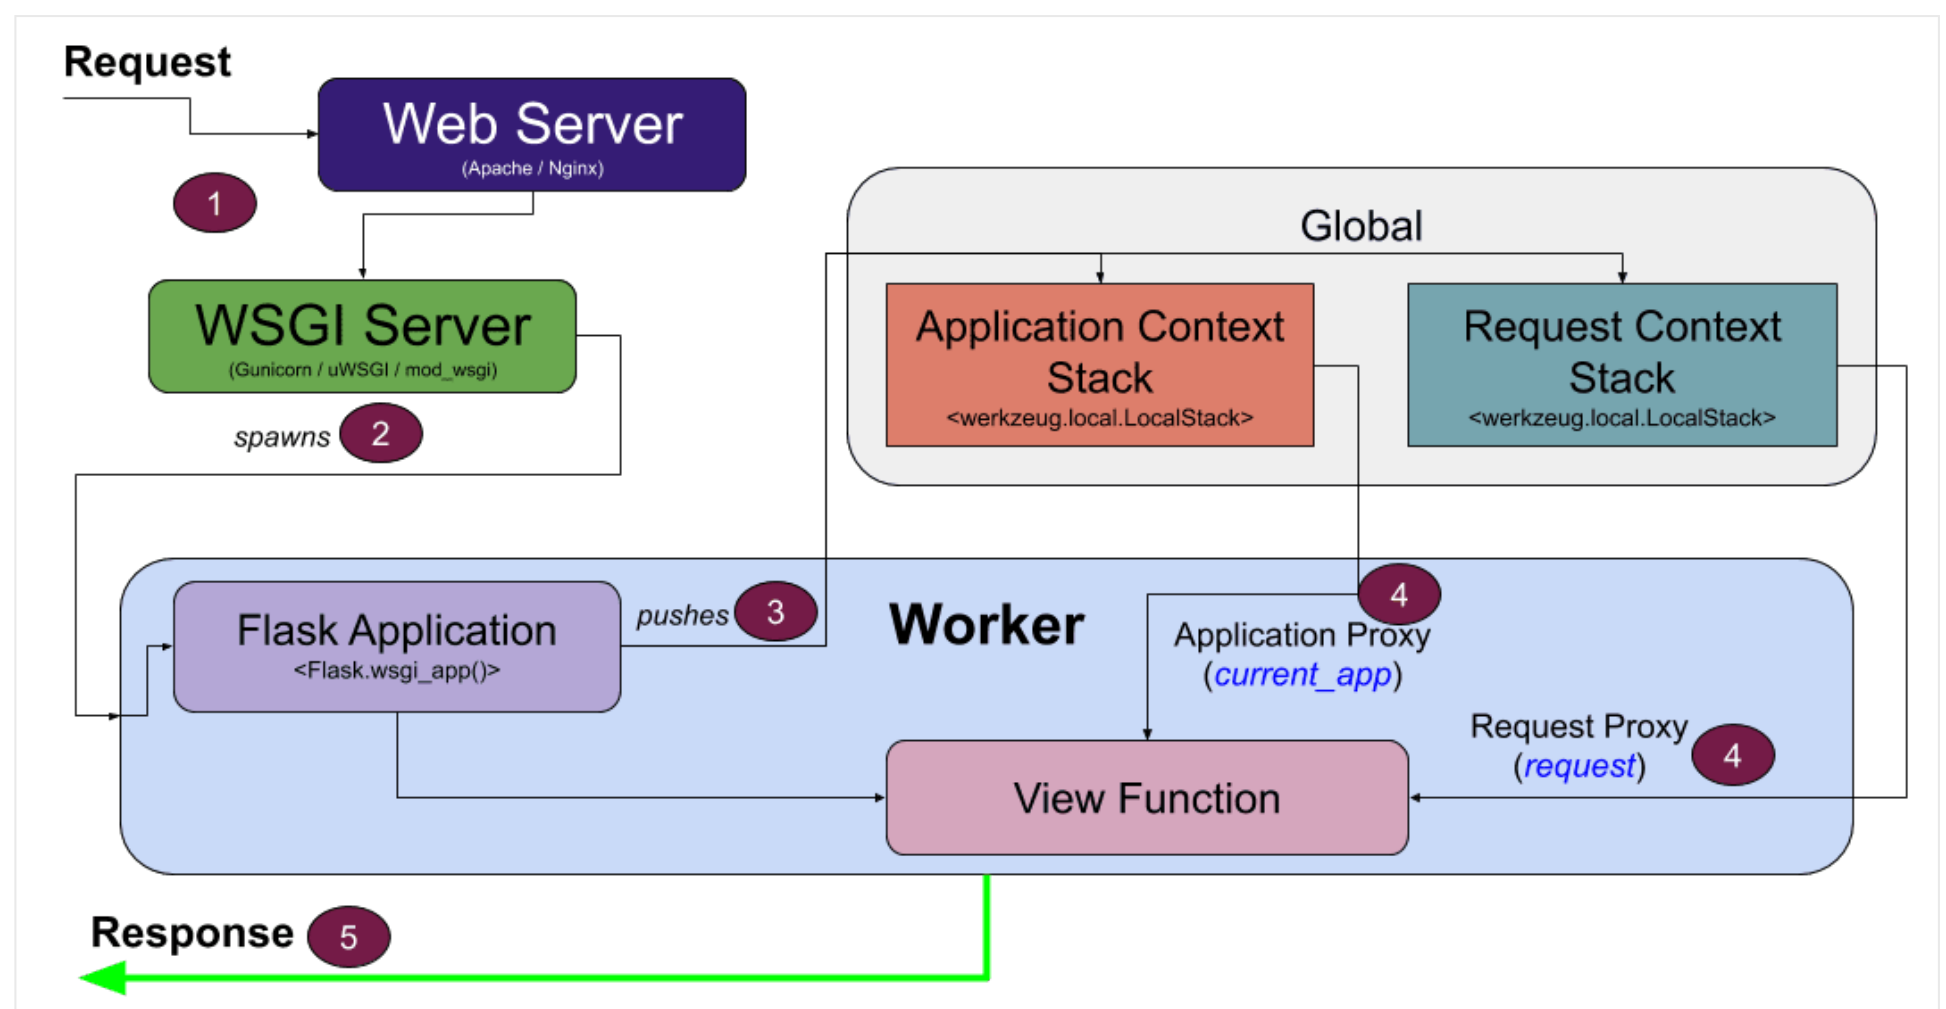 Request
Web Server
(Apache / Nginx)
1
Global
WSGI Server
(Gunicorn / uWSGI / mod_wsgi)
Application Context
Stack
<werkzeug.local.LocalStack>
Request Context
Stack
<werkzeug.local.LocalStack>
spawns 2
Flask Application
<Flask.wsgi_app()>
pushes 3
Worker
4
Application Proxy
(current_app)
Request Proxy
(request)
4
View Function
Response 5